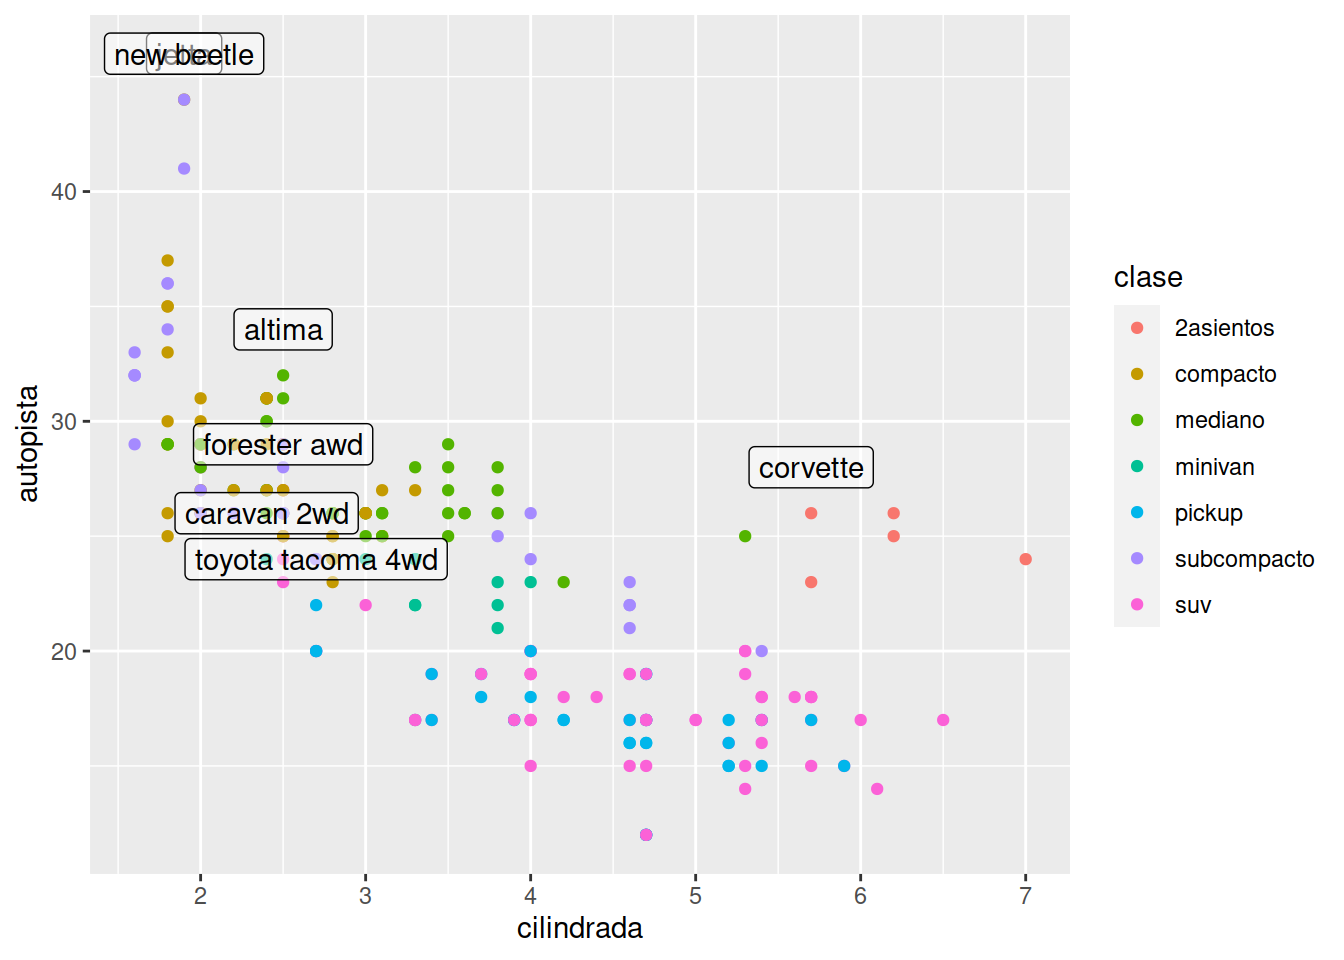 new beetle
jetta
altima
forester awd
corvette
caravan 2wd
toyota tacoma 4wd
40
30
20
autopista
2 3 4 5 6 7
cilindrada
clase
2asientos
compacto
mediano
minivan
pickup
subcompacto
suv